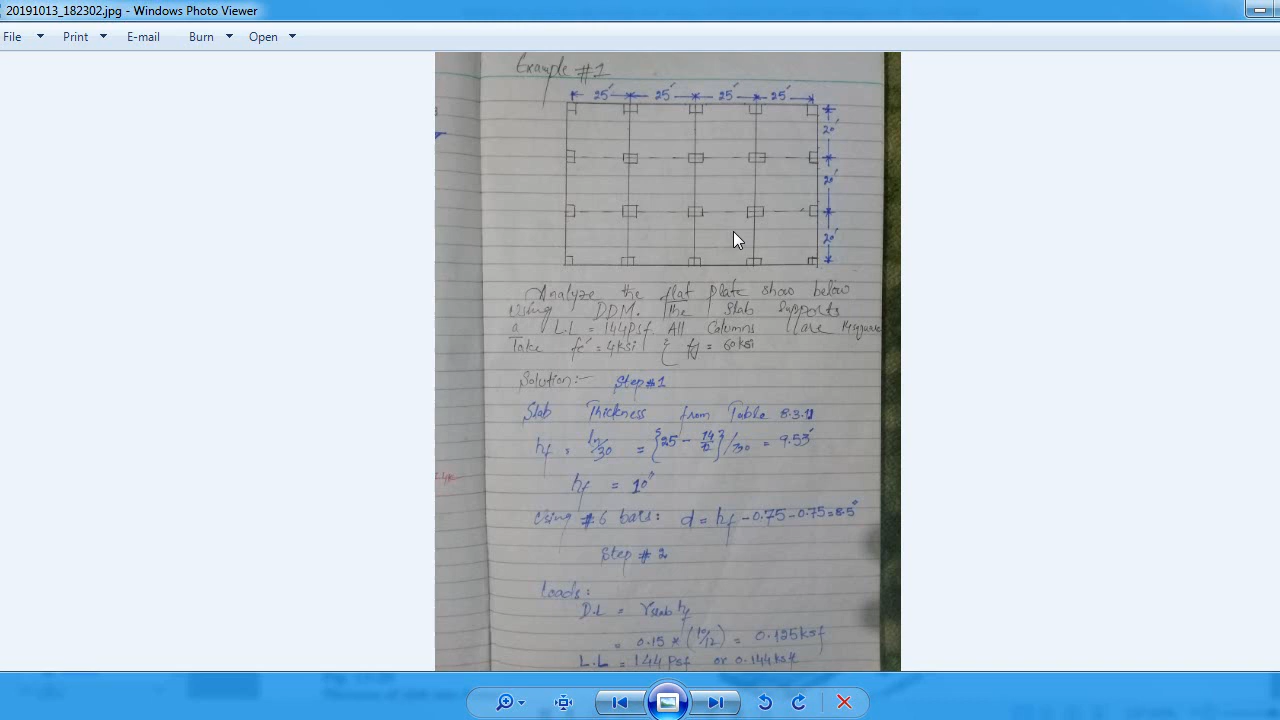 20191013_182302.jpg - Windows Photo Viewer
File Print E-mail Burn Open
Example #1
25' 25' 25' 25'
20'
20'
20'
Analyze the flat plate show below
Using DDM. The Slab Supports
a L.L = 144psf. All Columns are 14 square
Take fc' = 4ksi & fy = 60ksi
Solution:- Step #1
Slab Thickness from Table 8.3.11
hf = ln/30 = {25 - 14/12}/30 = 9.53"
hf = 10"
Using #6 bars: d = hf - 0.75 - 0.75 = 8.5"
Step # 2
Loads:
D.L = γslab hf
= 0.15 * (10/12) = 0.125ksf
L.L = 144 psf or 0.144ksf